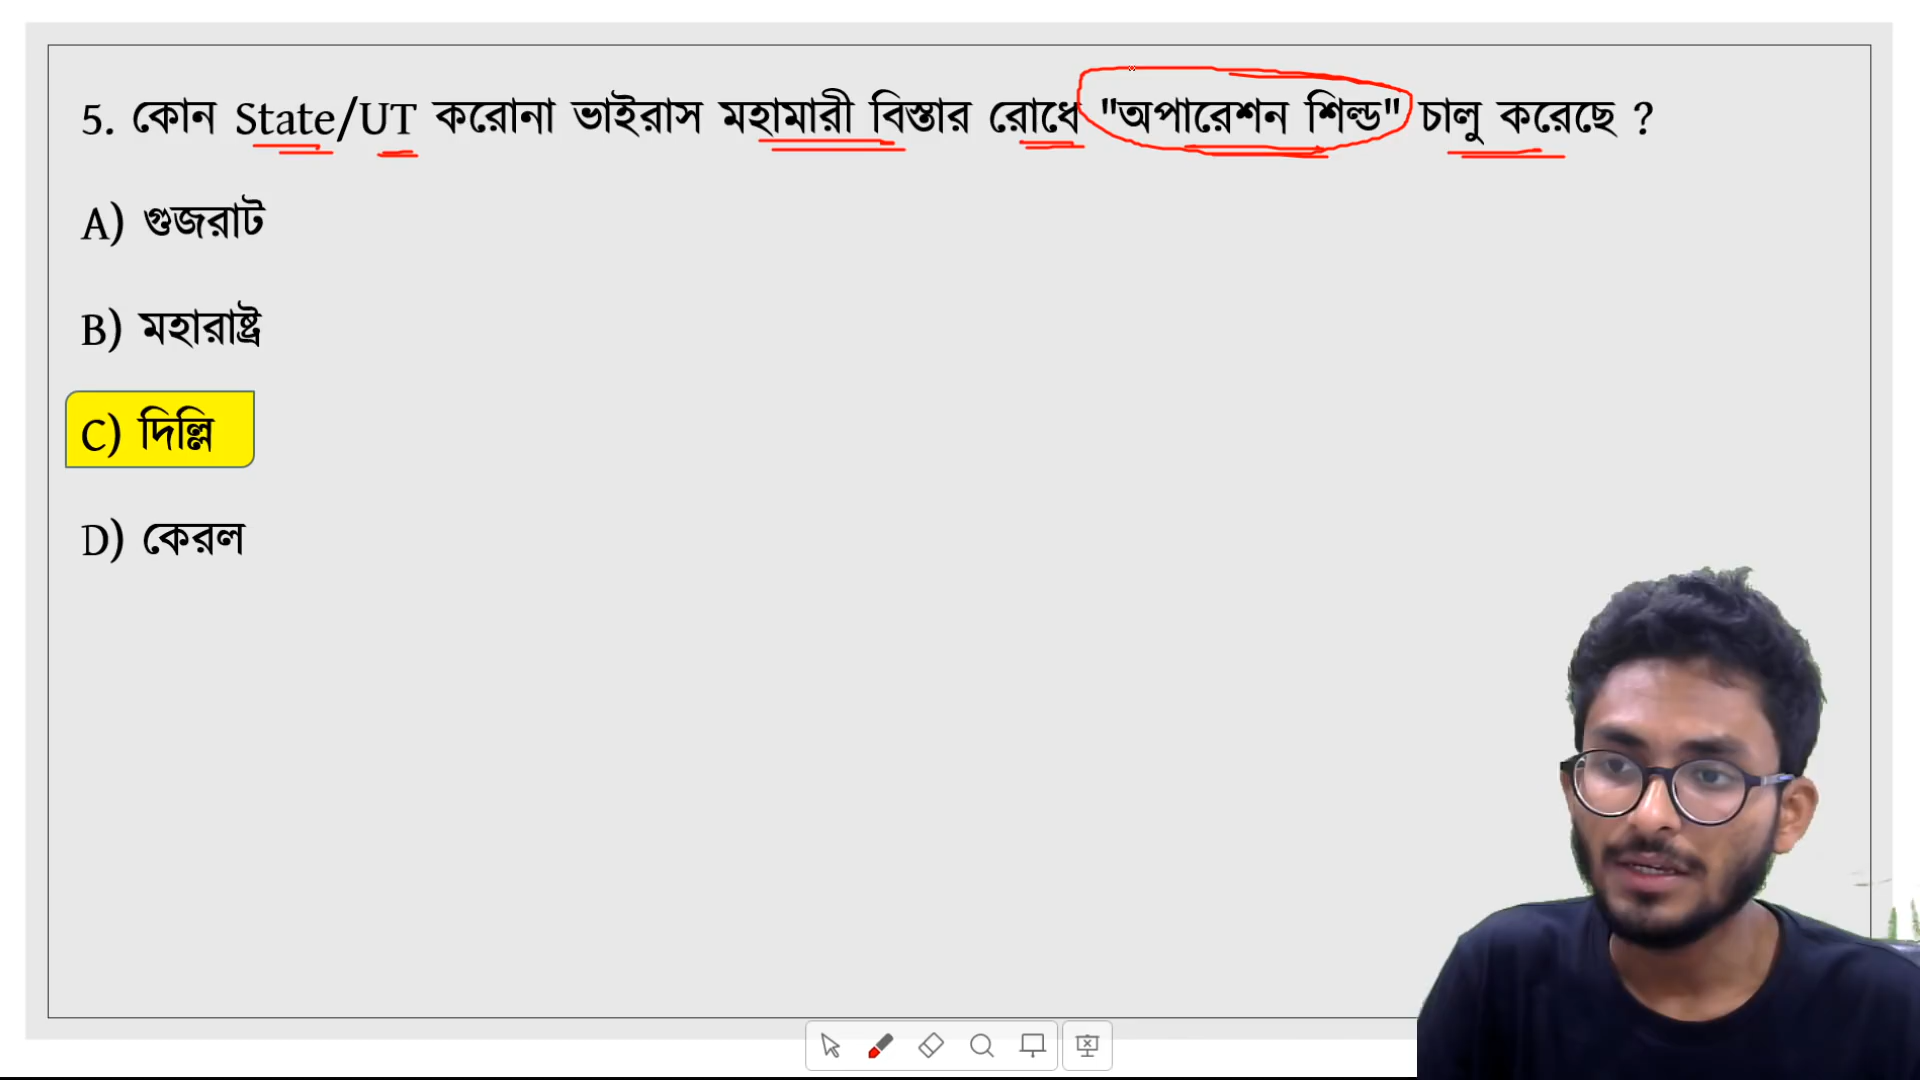 5. কোন State/UT করোনা ভাইরাস মহামারী বিস্তার রোধে "অপারেশন শিল্ড" চালু করেছে ?
A) গুজরাট
B) মহারাষ্ট্র
C) দিল্লি
D) কেরল